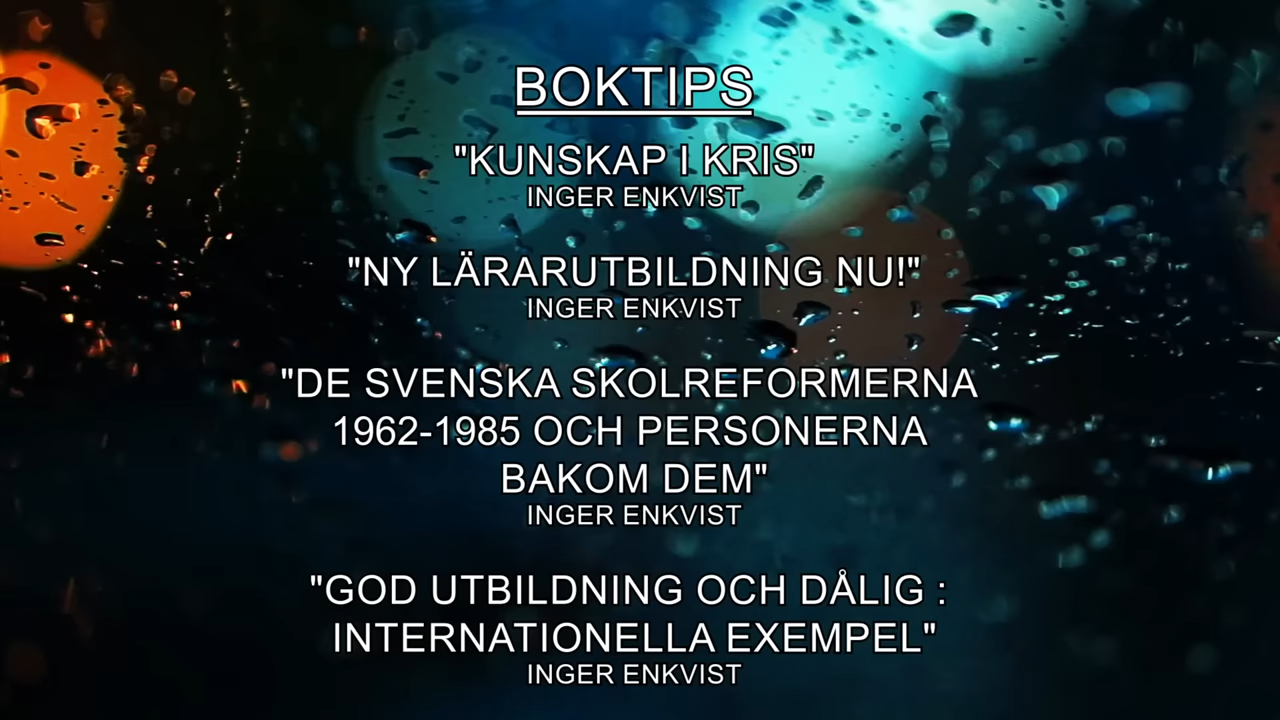 BOKTIPS
"KUNSKAP I KRIS"
INGER ENKVIST
"NY LÄRARUTBILDNING NU!"
INGER ENKVIST
"DE SVENSKA SKOLREFORMERNA
1962-1985 OCH PERSONERNA
BAKOM DEM"
INGER ENKVIST
"GOD UTBILDNING OCH DÅLIG :
INTERNATIONELLA EXEMPEL"
INGER ENKVIST